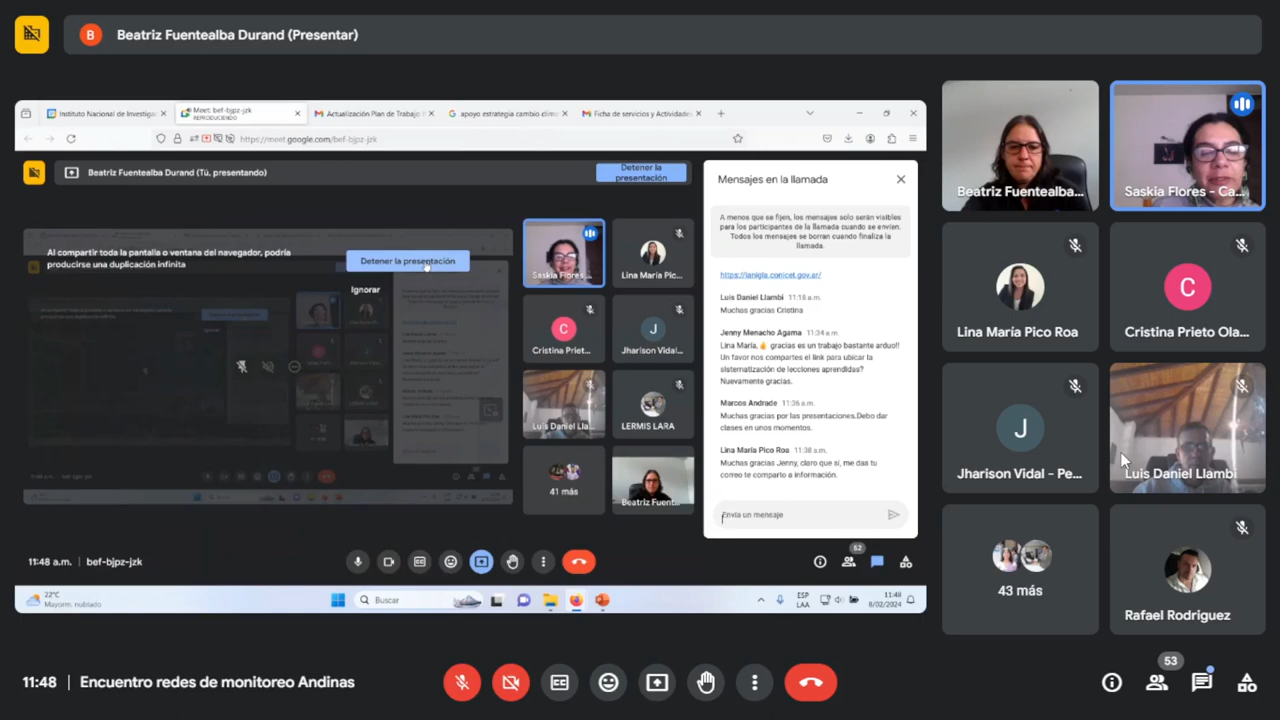 B
Beatriz Fuentealba Durand (Presentar)
Instituto Nacional de Investigac
Meet: bef-bjpz-jzk
REPRODUCIENDO
Actualización Plan de Trabajo
apoyo estrategia cambio clim
Ficha de servicios y Actividades
https://meet.google.com/bef-bjpz-jzk
Beatriz Fuentealba Durand (Tú, presentando)
Detener la
presentación
Al compartir toda la pantalla o ventana del navegador, podría
producirse una duplicación infinita
Detener la presentación
Ignorar
Saskia Flores ...
Lina María Pic...
C
Cristina Priet...
J
Jharison Vidal...
Luis Daniel Lla...
LERMIS LARA
41 más
Beatriz Fuent...
Mensajes en la llamada
A menos que se fijen, los mensajes solo serán visibles
para los participantes de la llamada cuando se envíen.
Todos los mensajes se borran cuando finaliza la
llamada.
https://ianigla.conicet.gov.ar/
Luis Daniel Llambi 11:18 a.m.
Muchas gracias Cristina
Jenny Menacho Agama 11:34 a.m.
Lina María,👍 gracias es un trabajo bastante arduo!!
Un favor nos compartes el link para ubicar la
sistematización de lecciones aprendidas?
Nuevamente gracias.
Marcos Andrade 11:36 a.m.
Muchas gracias por las presentaciones.Debo dar
clases en unos momentos.
Lina María Pico Roa 11:38 a.m.
Muchas gracias Jenny, claro que sí, me das tu
correo te comparto a información.
Envía un mensaje
11:48 a.m. bef-bjpz-jzk
52
22°C
Mayorm. nublado
Buscar
ESP
LAA
11:48
8/02/2024
Beatriz Fuentealba...
Saskia Flores - Ca...
Lina María Pico Roa
C
Cristina Prieto Ola...
J
Jharison Vidal - Pe...
Luis Daniel Llambi
43 más
Rafael Rodriguez
11:48 | Encuentro redes de monitoreo Andinas
53